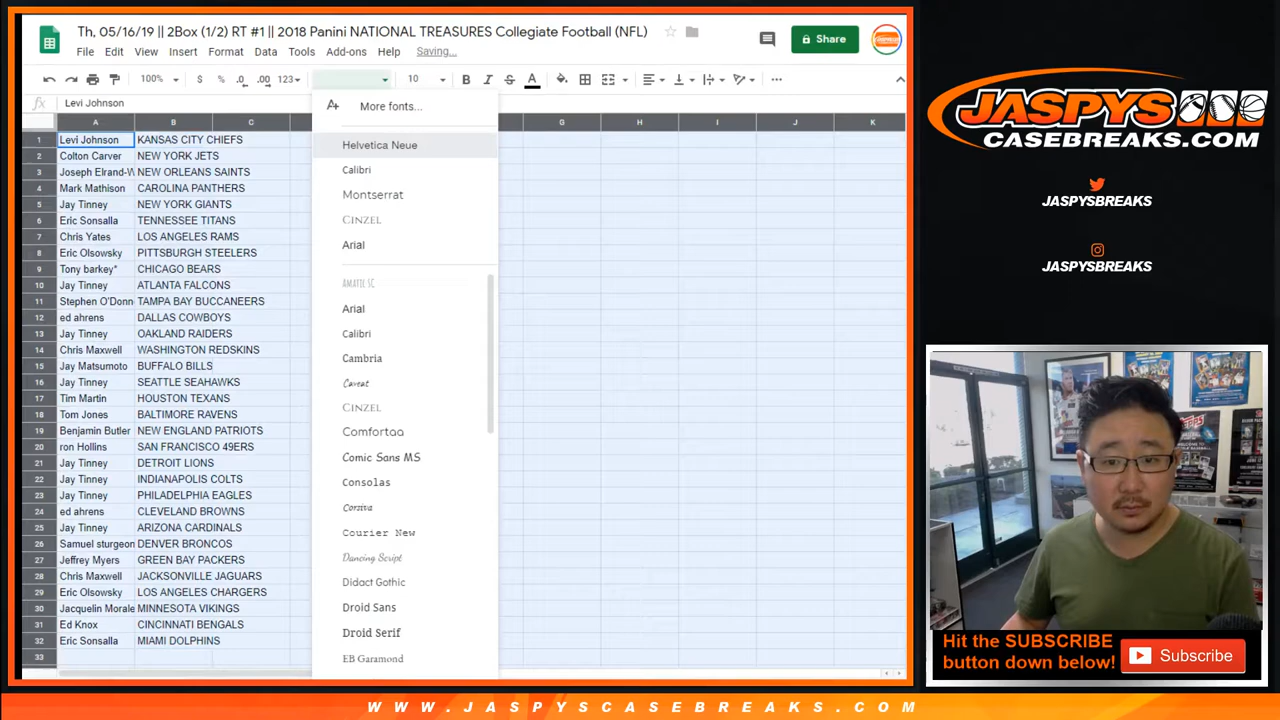 Th, 05/16/19 || 2Box (1/2) RT #1 || 2018 Panini NATIONAL TREASURES Collegiate Football (NFL)
File Edit View Insert Format Data Tools Add-ons Help Saving...
Share
100% $ % .0 .00 123 10 B I S A
fx Levi Johnson
A B C G H I J K
1 Levi Johnson KANSAS CITY CHIEFS
2 Colton Carver NEW YORK JETS
3 Joseph Elrand-W NEW ORLEANS SAINTS
4 Mark Mathison CAROLINA PANTHERS
5 Jay Tinney NEW YORK GIANTS
6 Eric Sonsalla TENNESSEE TITANS
7 Chris Yates LOS ANGELES RAMS
8 Eric Olsowsky PITTSBURGH STEELERS
9 Tony barkey* CHICAGO BEARS
10 Jay Tinney ATLANTA FALCONS
11 Stephen O'Donn TAMPA BAY BUCCANEERS
12 ed ahrens DALLAS COWBOYS
13 Jay Tinney OAKLAND RAIDERS
14 Chris Maxwell WASHINGTON REDSKINS
15 Jay Matsumoto BUFFALO BILLS
16 Jay Tinney SEATTLE SEAHAWKS
17 Tim Martin HOUSTON TEXANS
18 Tom Jones BALTIMORE RAVENS
19 Benjamin Butler NEW ENGLAND PATRIOTS
20 ron Hollins SAN FRANCISCO 49ERS
21 Jay Tinney DETROIT LIONS
22 Jay Tinney INDIANAPOLIS COLTS
23 Jay Tinney PHILADELPHIA EAGLES
24 ed ahrens CLEVELAND BROWNS
25 Jay Tinney ARIZONA CARDINALS
26 Samuel sturgeon DENVER BRONCOS
27 Jeffrey Myers GREEN BAY PACKERS
28 Chris Maxwell JACKSONVILLE JAGUARS
29 Eric Olsowsky LOS ANGELES CHARGERS
30 Jacquelin Morale MINNESOTA VIKINGS
31 Ed Knox CINCINNATI BENGALS
32 Eric Sonsalla MIAMI DOLPHINS
33
More fonts...
Helvetica Neue
Calibri
Montserrat
CINZEL
Arial
AMATIC SC
Arial
Calibri
Cambria
Caveat
CINZEL
Comfortaa
Comic Sans MS
Consolas
Corsiva
Courier New
Dancing Script
Didact Gothic
Droid Sans
Droid Serif
EB Garamond
JASPYS
CASEBREAKS.COM
JASPYSBREAKS
JASPYSBREAKS
Hit the SUBSCRIBE
button down below!
Subscribe
WWW.JASPYSCASEBREAKS.COM